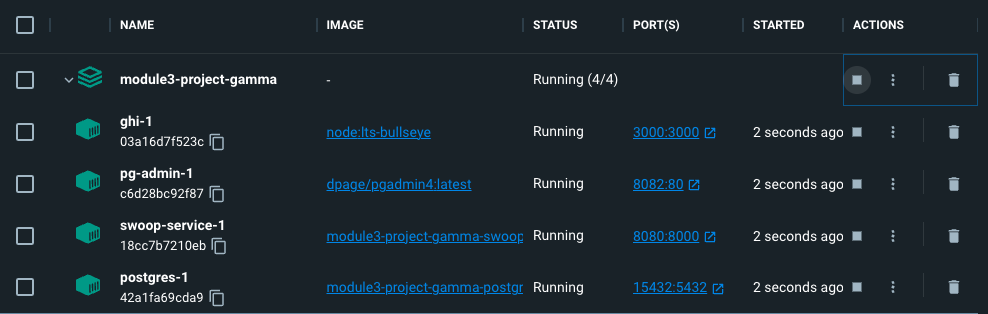 NAME IMAGE STATUS PORT(S) STARTED ACTIONS
module3-project-gamma - Running (4/4)
ghi-1
03a16d7f523c node:lts-bullseye Running 3000:3000 2 seconds ago
pg-admin-1
c6d28bc92f87 dpage/pgadmin4:latest Running 8082:80 2 seconds ago
swoop-service-1
18cc7b7210eb module3-project-gamma-swoop Running 8080:8000 2 seconds ago
postgres-1
42a1fa69cda9 module3-project-gamma-postgr Running 15432:5432 2 seconds ago